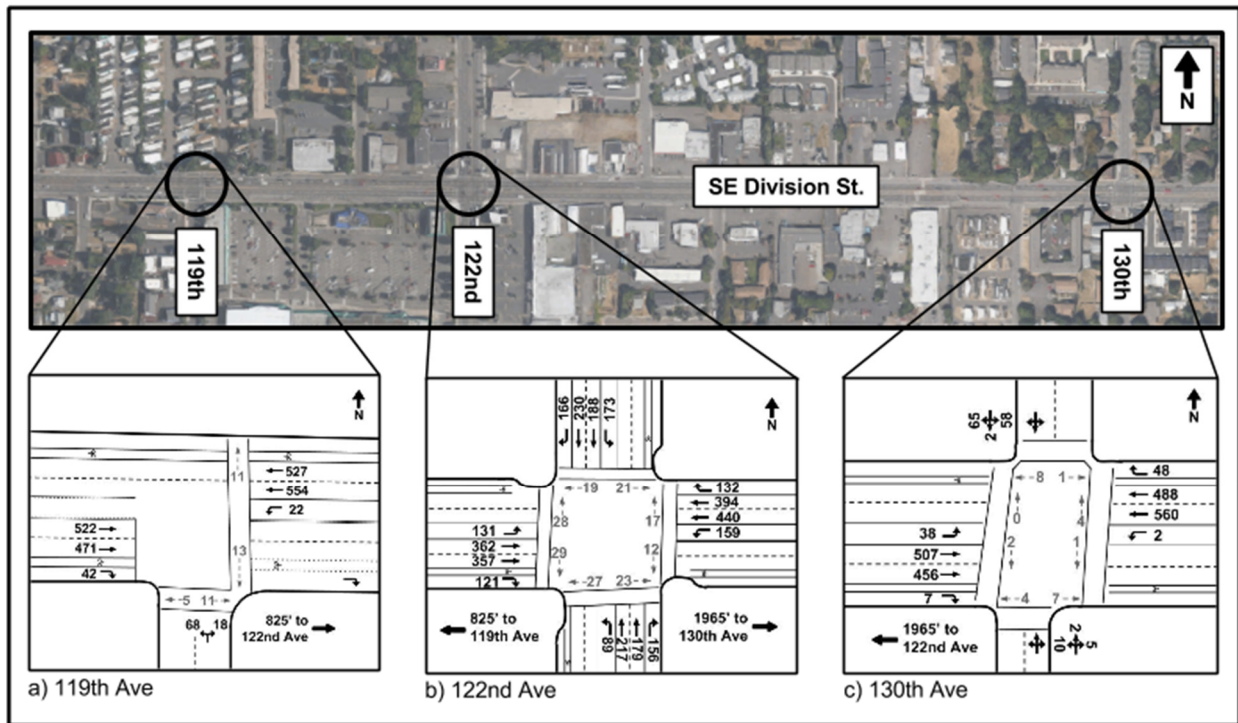 N
SE Division St.
119th
122nd
130th
N
11
527
554
22
522
471
42
13
5 11
68 18
825' to
122nd Ave
a) 119th Ave
166
230
188
173
N
19 21
132
394
440
159
28
17
131
362
357
121
29
12
27 23
825' to
119th Ave
89
217
179
156
1965' to
130th Ave
b) 122nd Ave
65
2
58
N
8 1
48
488
560
2
0
4
38
507
456
7
2
1
4 7
1965' to
122nd Ave
10
2
5
c) 130th Ave